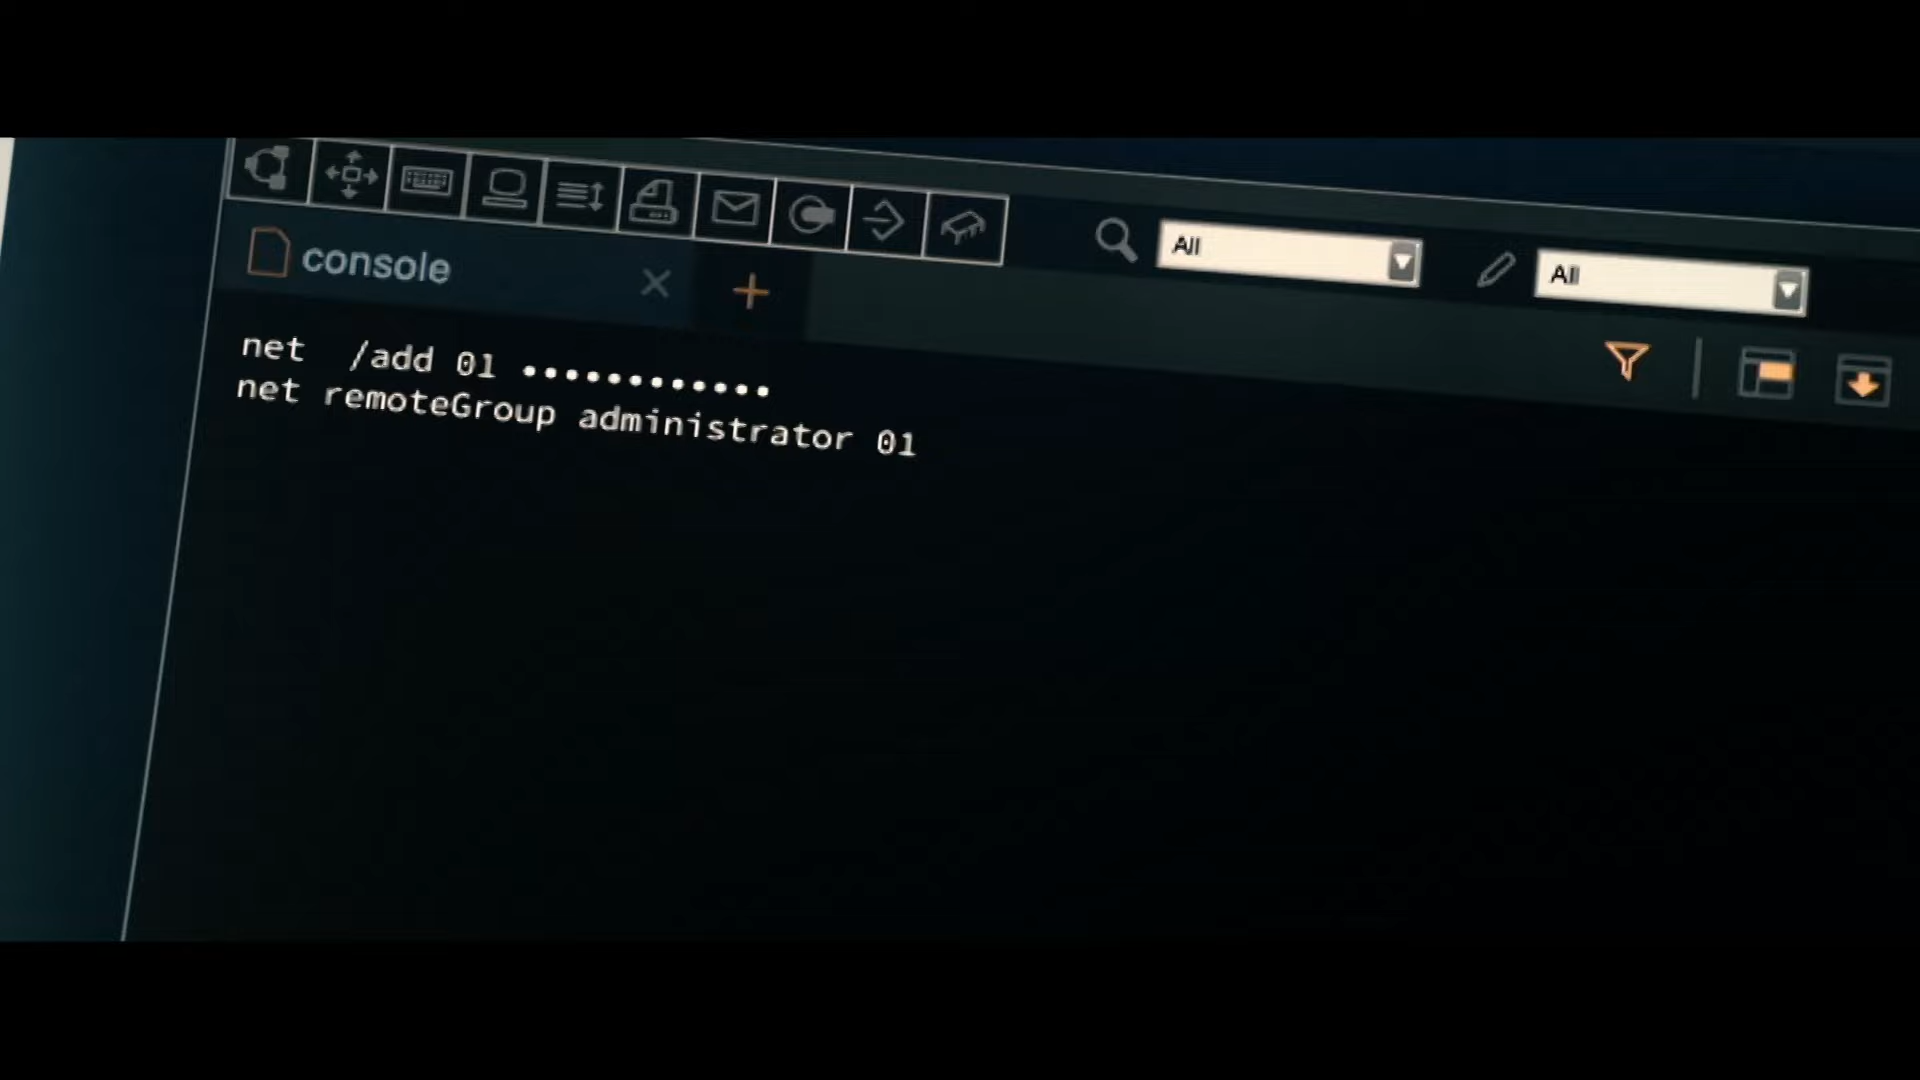 All
All
console
net  /add 01 ••••••••••••
net remoteGroup administrator 01